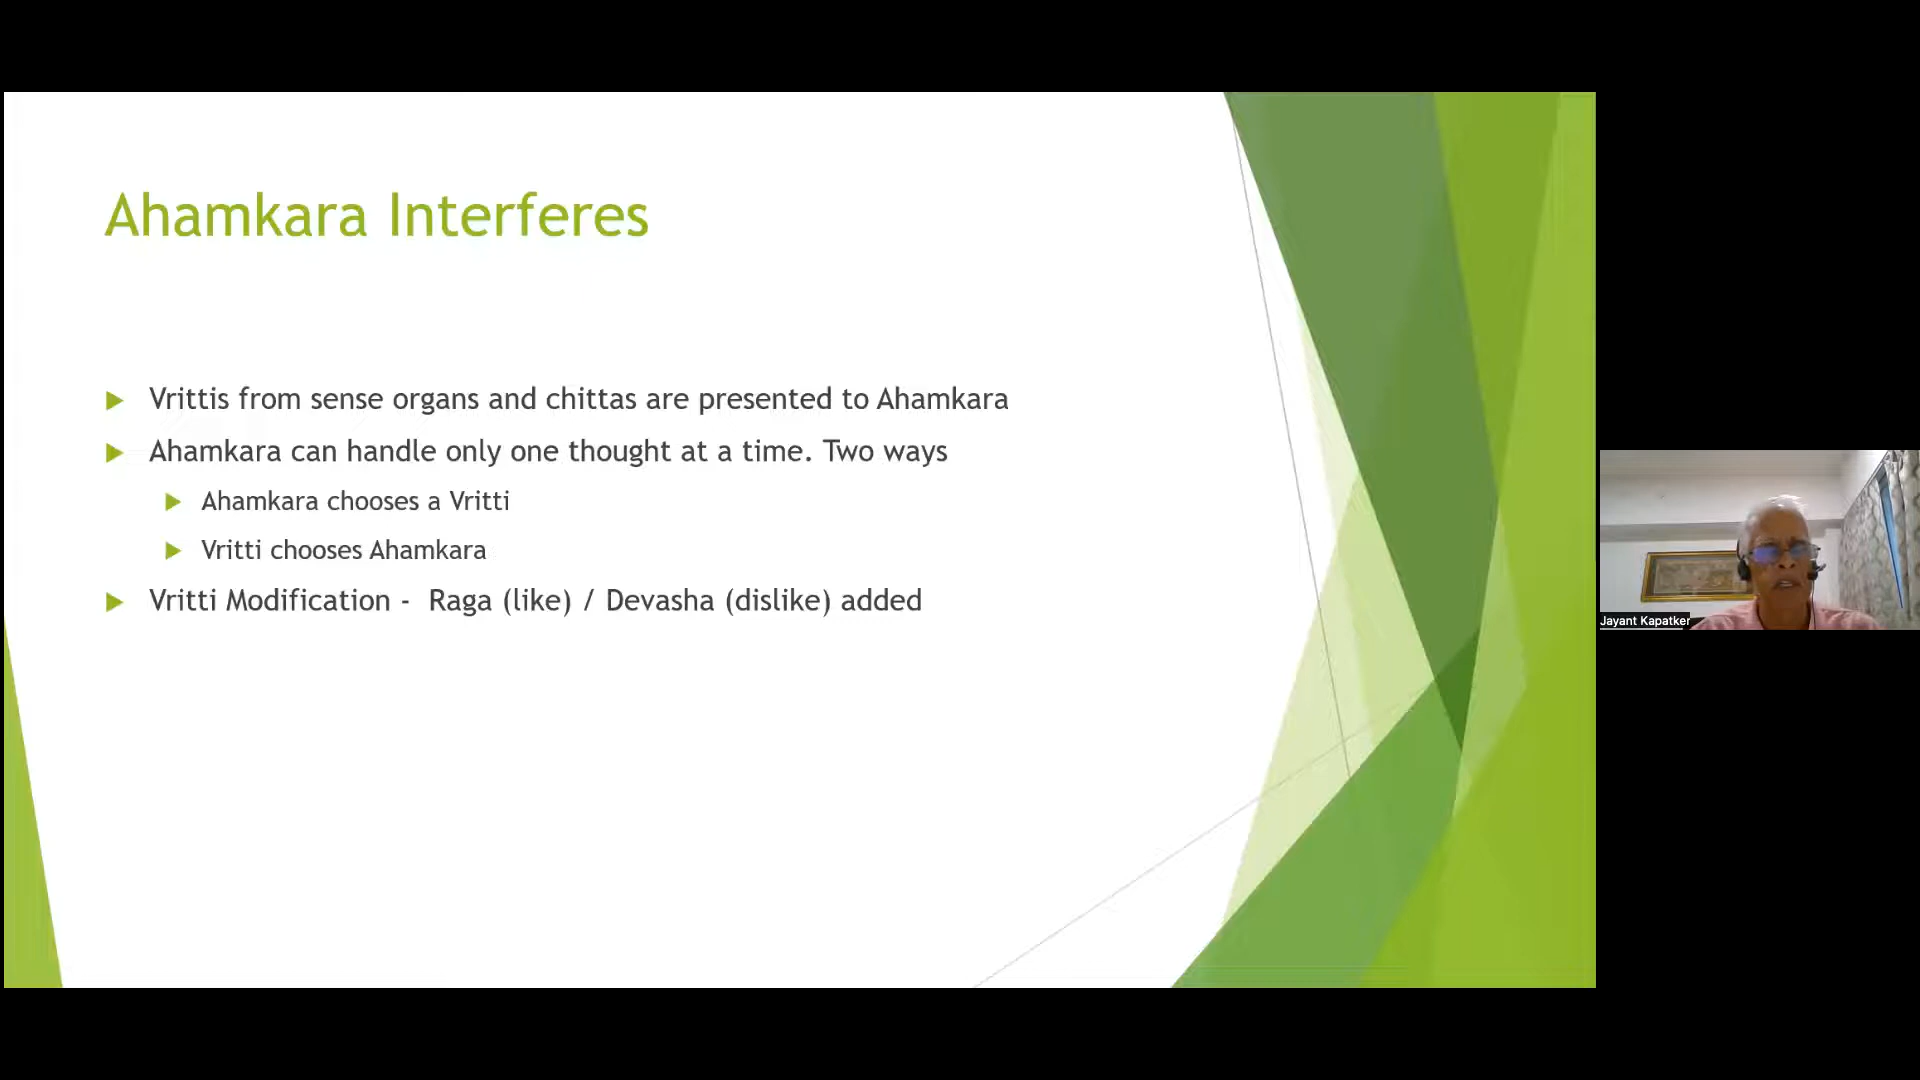 Ahamkara Interferes
Vrittis from sense organs and chittas are presented to Ahamkara
Ahamkara can handle only one thought at a time. Two ways
Ahamkara chooses a Vritti
Vritti chooses Ahamkara
Vritti Modification - Raga (like) / Devasha (dislike) added
Jayant Kapatker